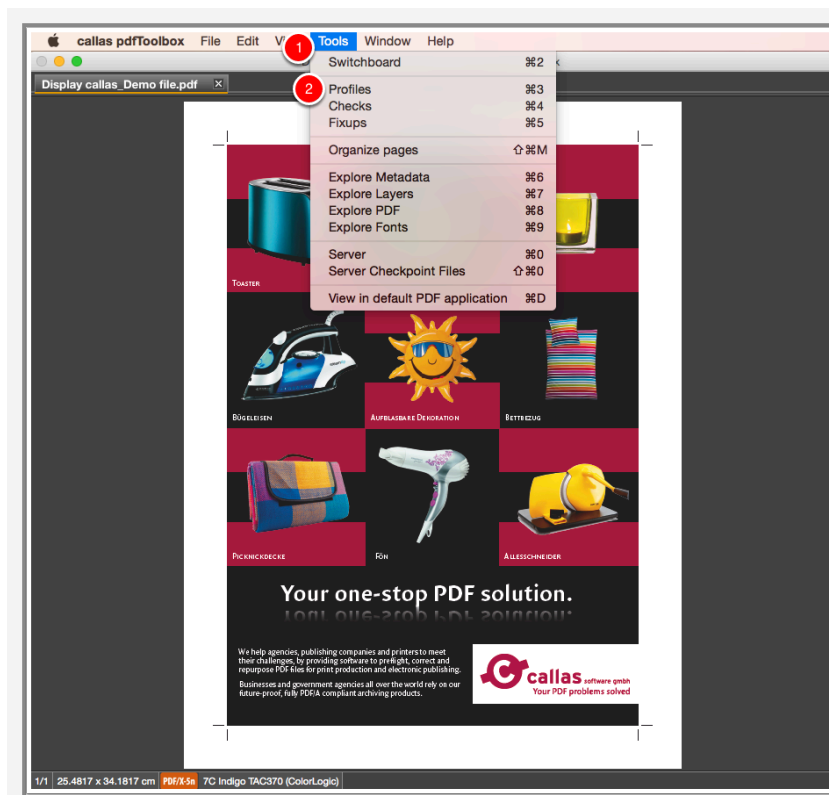 callas pdfToolbox File Edit V Tools Window Help
1
Switchboard ⌘2
Display callas_Demo file.pdf
2
Profiles ⌘3
Checks ⌘4
Fixups ⌘5
Organize pages ⇧⌘M
Explore Metadata ⌘6
Explore Layers ⌘7
Explore PDF ⌘8
Explore Fonts ⌘9
Server ⌘0
Server Checkpoint Files ⇧⌘0
View in default PDF application ⌘D
TOASTER
BÜGELEISEN AUFBLASBARE DEKORATION BETTBEZUG
PICKNICKDECKE FÖN ALLESSCHNEIDER
Your one-stop PDF solution.
We help agencies, publishing companies and printers to meet
their challenges, by providing software to preflight, correct and
repurpose PDF files for print production and electronic publishing.
Businesses and government agencies all over the world rely on our
future-proof, fully PDF/A compliant archiving products.
callas software gmbh
Your PDF problems solved
1/1 25.4817 x 34.1817 cm PDF/X-5n 7C Indigo TAC370 (ColorLogic)